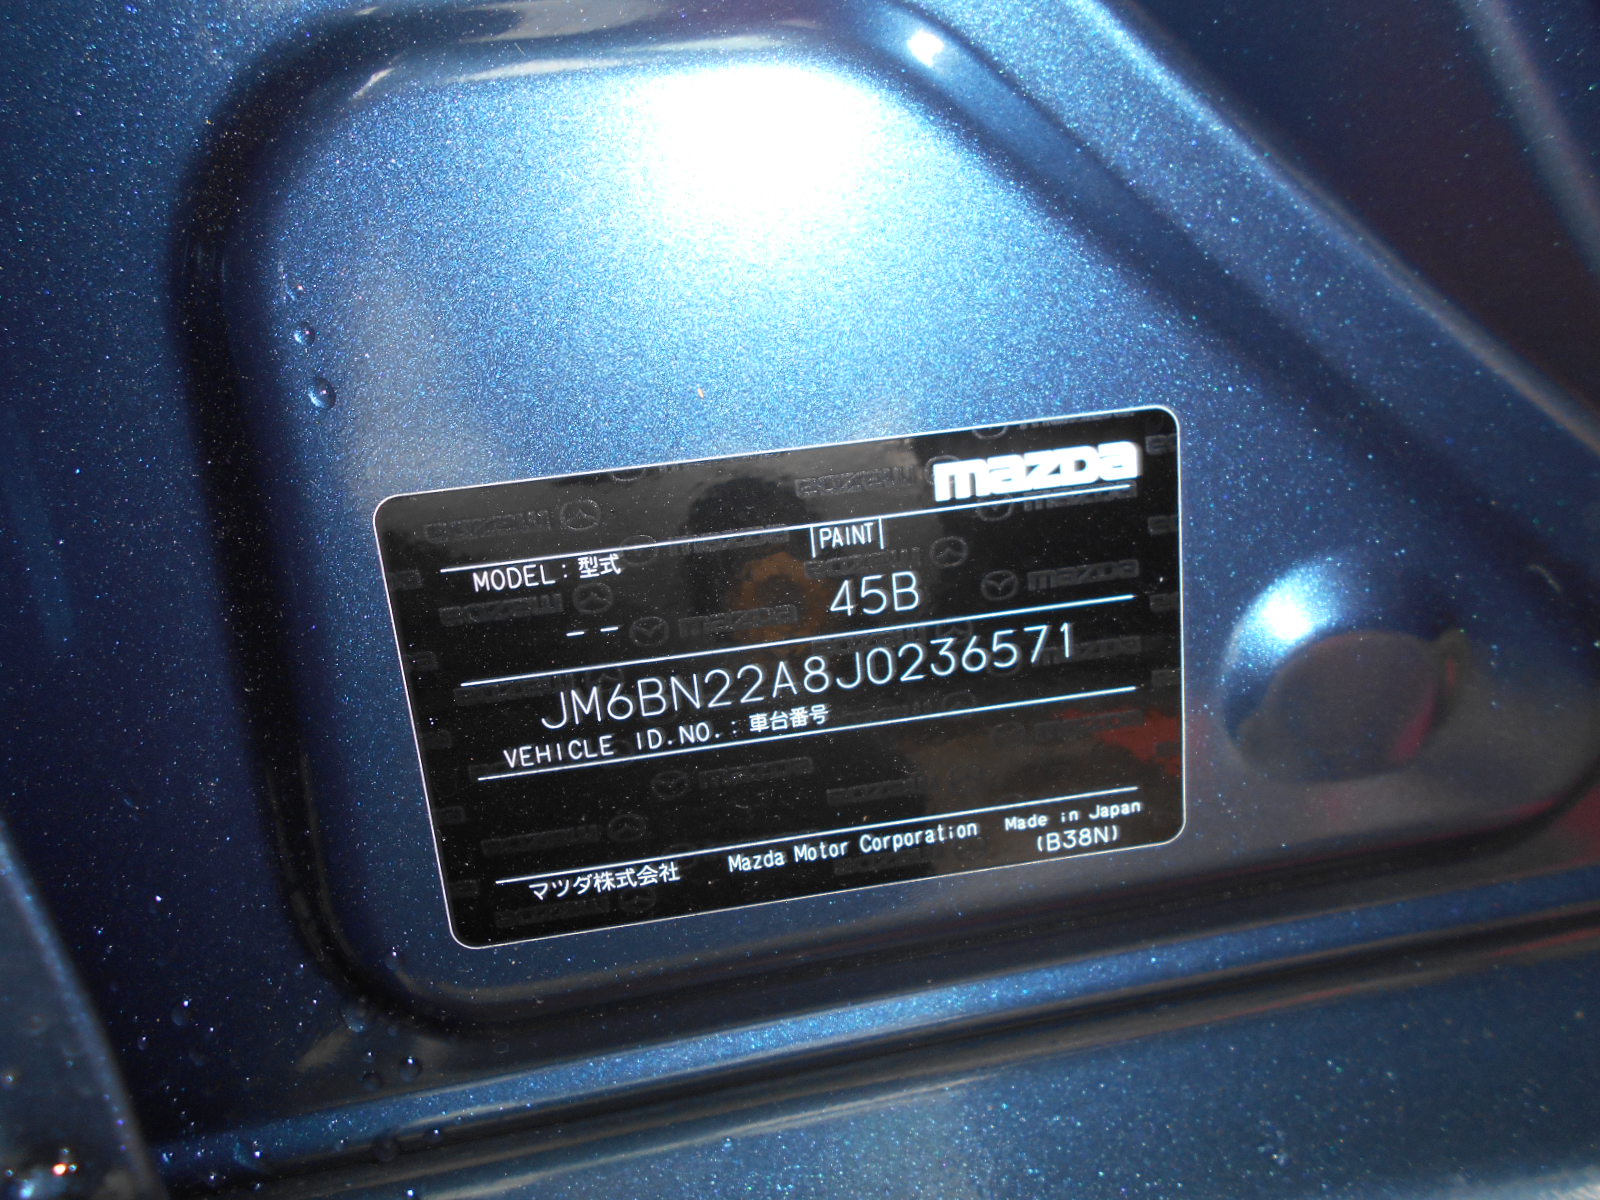 mazDa
MODEL: 型式
PAINT
--
45B
JM6BN22A8J0236571
VEHICLE ID.NO.: 車台番号
マツダ株式会社 Mazda Motor Corporation Made in Japan
(B38N)